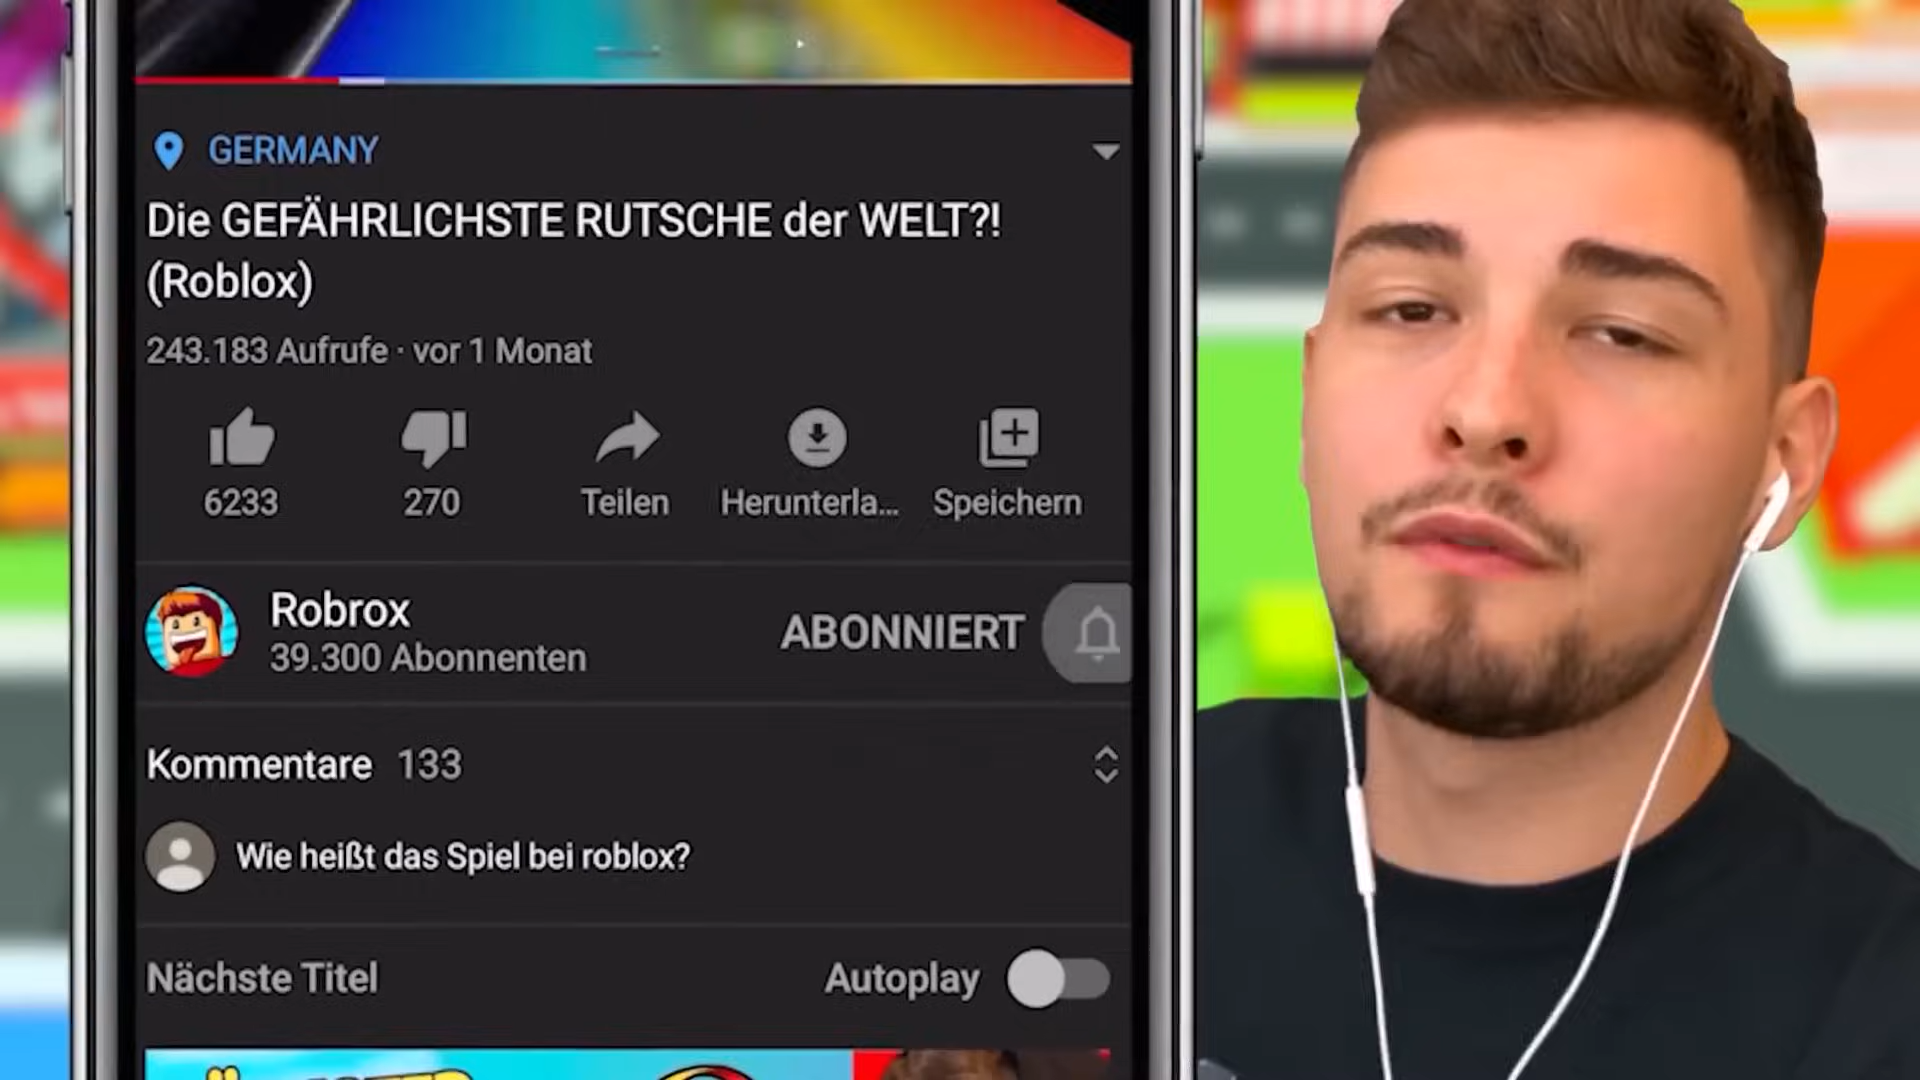 GERMANY
Die GEFÄHRLICHSTE RUTSCHE der WELT?!
(Roblox)
243.183 Aufrufe · vor 1 Monat
6233
270
Teilen
Herunterla...
Speichern
Robrox
39.300 Abonnenten
ABONNIERT
Kommentare 133
Wie heißt das Spiel bei roblox?
Nächste Titel
Autoplay